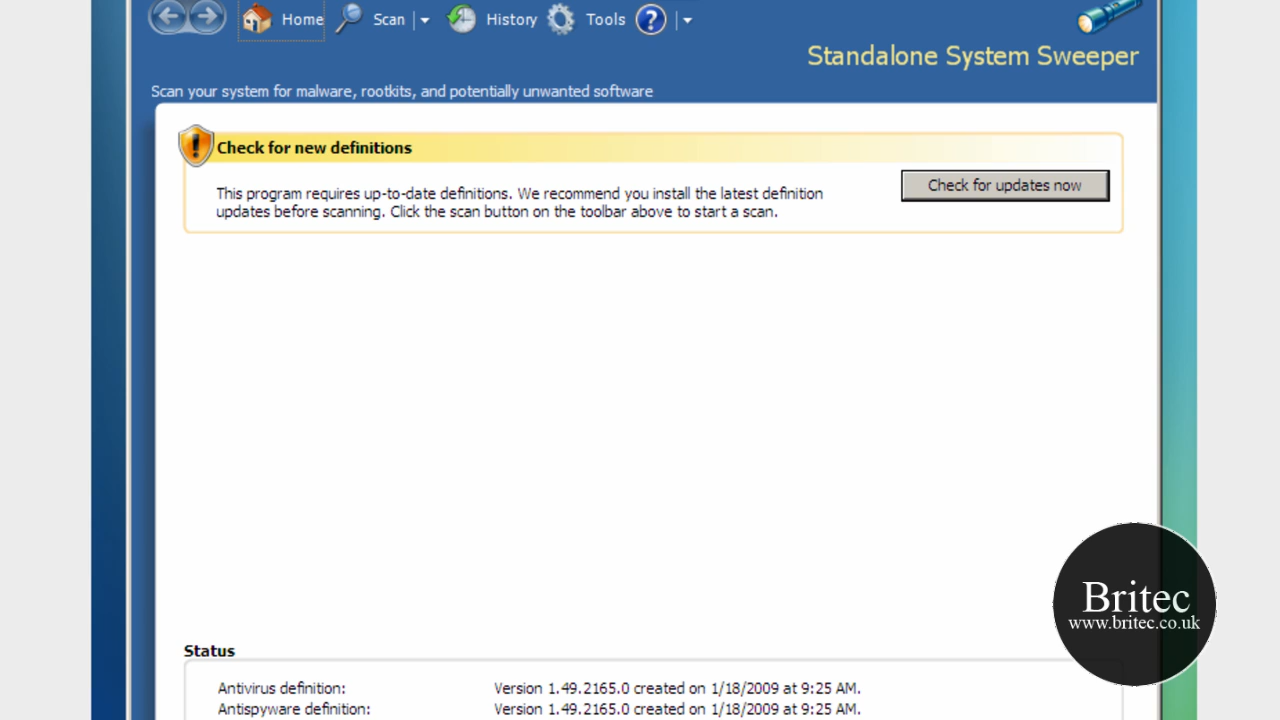 Home Scan History Tools ?
Standalone System Sweeper
Scan your system for malware, rootkits, and potentially unwanted software
Check for new definitions
This program requires up-to-date definitions. We recommend you install the latest definition
updates before scanning. Click the scan button on the toolbar above to start a scan.
Check for updates now
Britec
www.britec.co.uk
Status
Antivirus definition: Version 1.49.2165.0 created on 1/18/2009 at 9:25 AM.
Antispyware definition: Version 1.49.2165.0 created on 1/18/2009 at 9:25 AM.